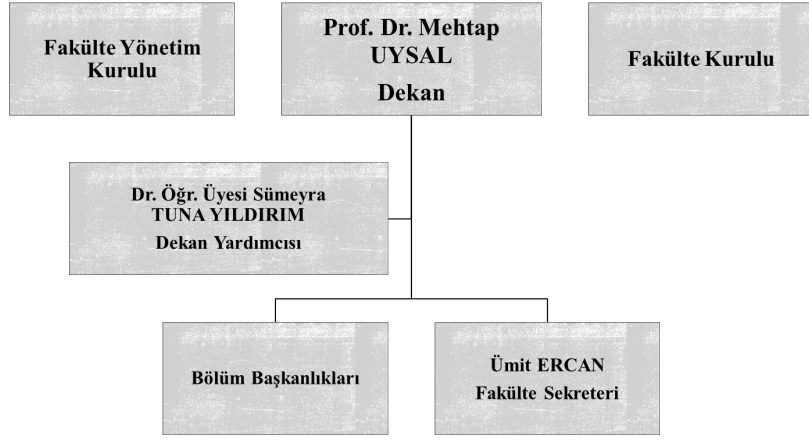 Fakülte Yönetim
Kurulu
Prof. Dr. Mehtap
UYSAL
Dekan
Fakülte Kurulu
Dr. Öğr. Üyesi Sümeyra
TUNA YILDIRIM
Dekan Yardımcısı
Bölüm Başkanlıkları
Ümit ERCAN
Fakülte Sekreteri